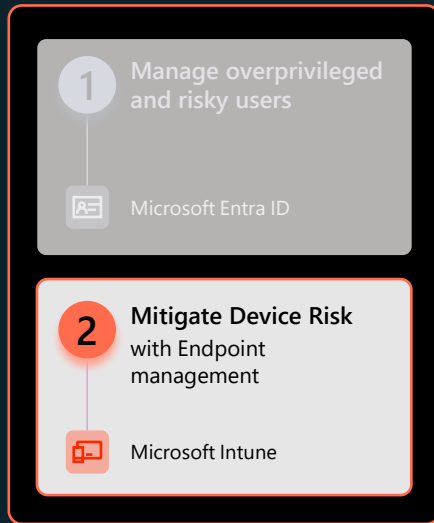 1
Manage overprivileged
and risky users
Microsoft Entra ID
2
Mitigate Device Risk
with Endpoint
management
Microsoft Intune